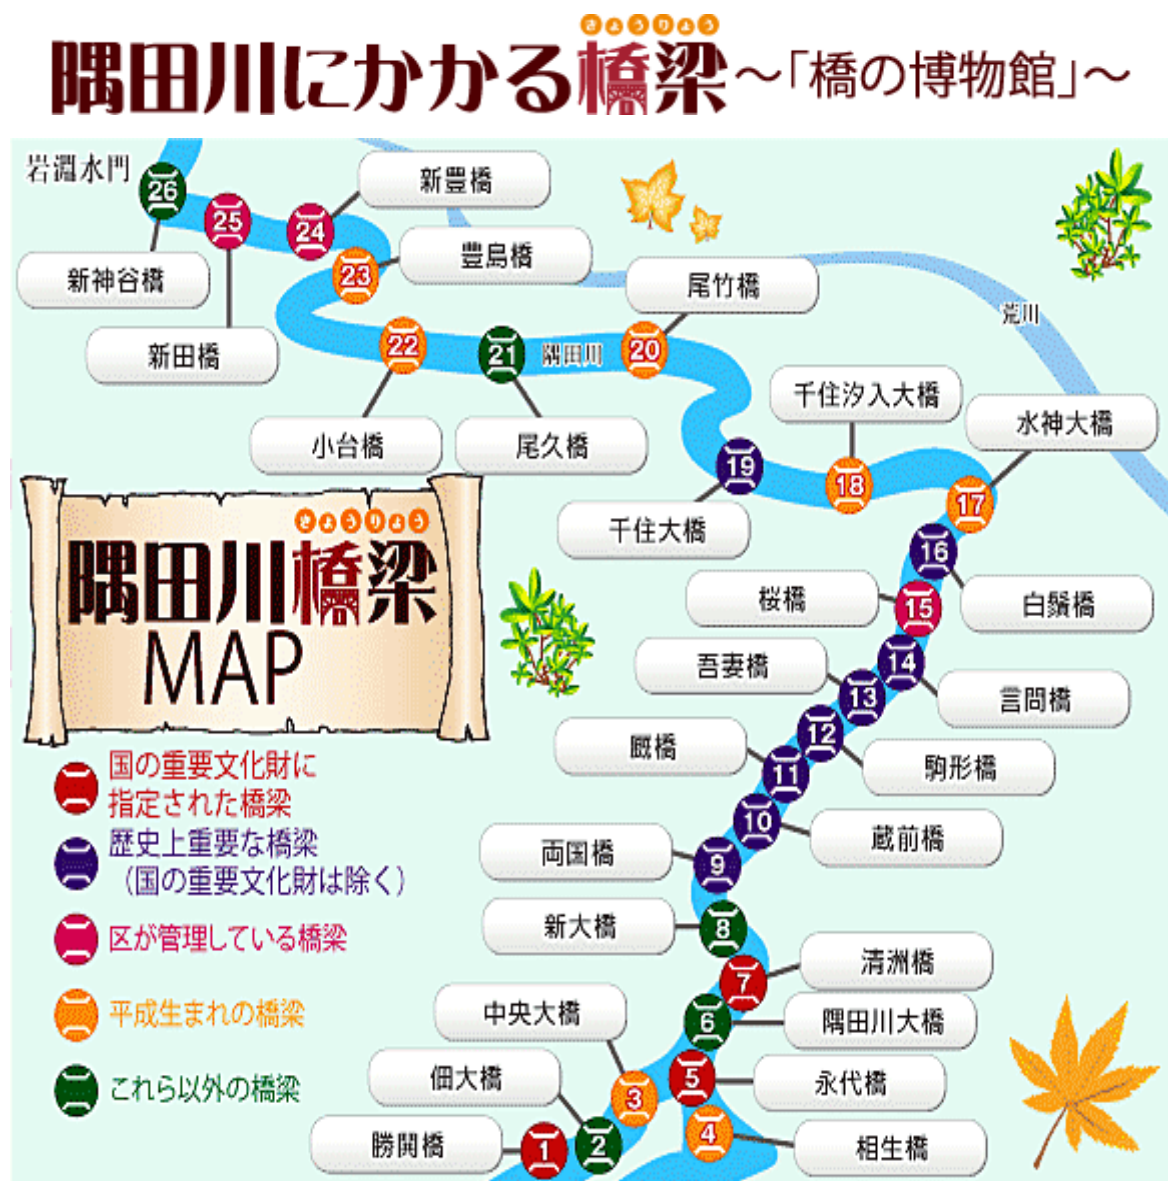 きょうりょう
隅田川にかかる橋梁～「橋の博物館」～
岩淵水門
26
25
24
新豊橋
23
豊島橋
新神谷橋
新田橋
22
21
隅田川
20
尾竹橋
荒川
小台橋
尾久橋
19
千住汐入大橋
18
水神大橋
17
千住大橋
きょうりょう
隅田川橋梁
MAP
16
白鬚橋
桜橋
15
吾妻橋
14
言問橋
13
厩橋
12
駒形橋
11
10
蔵前橋
両国橋
9
新大橋
8
清洲橋
7
中央大橋
6
隅田川大橋
佃大橋
5
永代橋
3
4
相生橋
勝鬨橋
1
2
国の重要文化財に
指定された橋梁
歴史上重要な橋梁
（国の重要文化財は除く）
区が管理している橋梁
平成生まれの橋梁
これら以外の橋梁